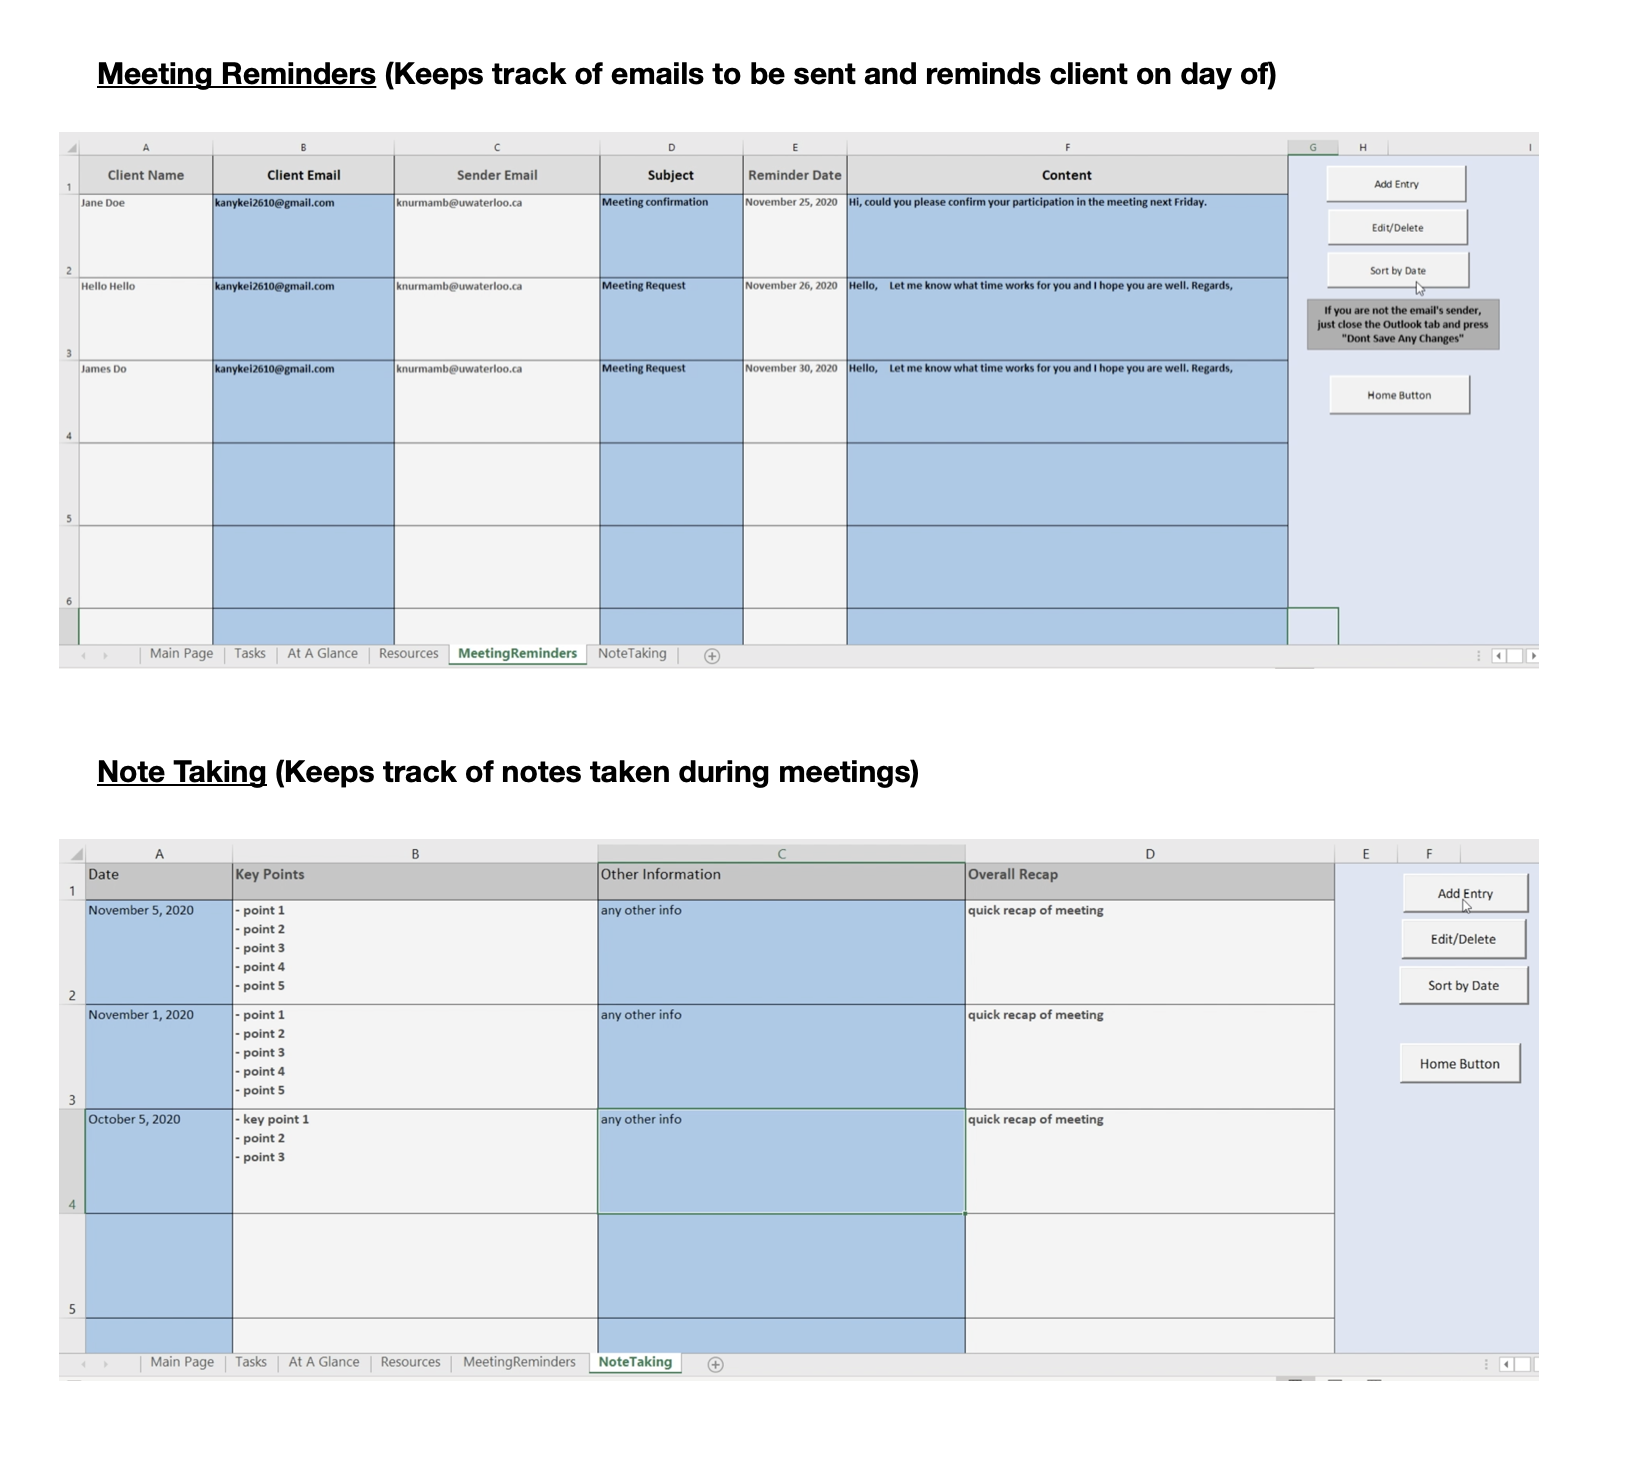 Meeting Reminders (Keeps track of emails to be sent and reminds client on day of)
A B C D E F G H I
1 Client Name Client Email Sender Email Subject Reminder Date Content
2 Jane Doe kanykei2610@gmail.com knurmamb@uwaterloo.ca Meeting confirmation November 25, 2020 Hi, could you please confirm your participation in the meeting next Friday.
3 Hello Hello kanykei2610@gmail.com knurmamb@uwaterloo.ca Meeting Request November 26, 2020 Hello, Let me know what time works for you and I hope you are well. Regards,
4 James Do kanykei2610@gmail.com knurmamb@uwaterloo.ca Meeting Request November 30, 2020 Hello, Let me know what time works for you and I hope you are well. Regards,
5
6
Add Entry
Edit/Delete
Sort by Date
If you are not the email's sender,
just close the Outlook tab and press
"Dont Save Any Changes"
Home Button
Main Page Tasks At A Glance Resources MeetingReminders NoteTaking
Note Taking (Keeps track of notes taken during meetings)
A B C D E F
1 Date Key Points Other Information Overall Recap
2 November 5, 2020 - point 1 any other info quick recap of meeting
- point 2
- point 3
- point 4
- point 5
3 November 1, 2020 - point 1 any other info quick recap of meeting
- point 2
- point 3
- point 4
- point 5
4 October 5, 2020 - key point 1 any other info quick recap of meeting
- point 2
- point 3
5
Add Entry
Edit/Delete
Sort by Date
Home Button
Main Page Tasks At A Glance Resources MeetingReminders NoteTaking